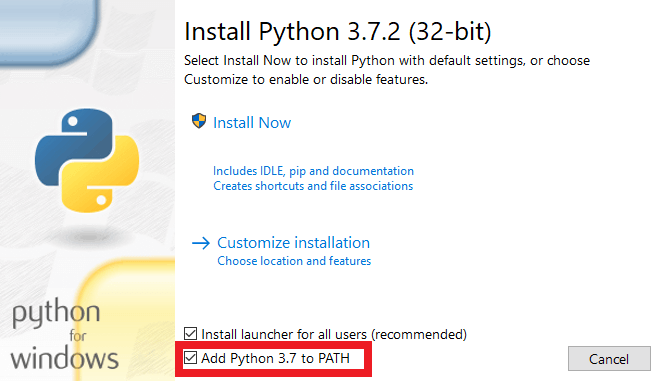 Install Python 3.7.2 (32-bit)
Select Install Now to install Python with default settings, or choose
Customize to enable or disable features.
Install Now
Includes IDLE, pip and documentation
Creates shortcuts and file associations
Customize installation
Choose location and features
python
for
windows
Install launcher for all users (recommended)
Add Python 3.7 to PATH
Cancel